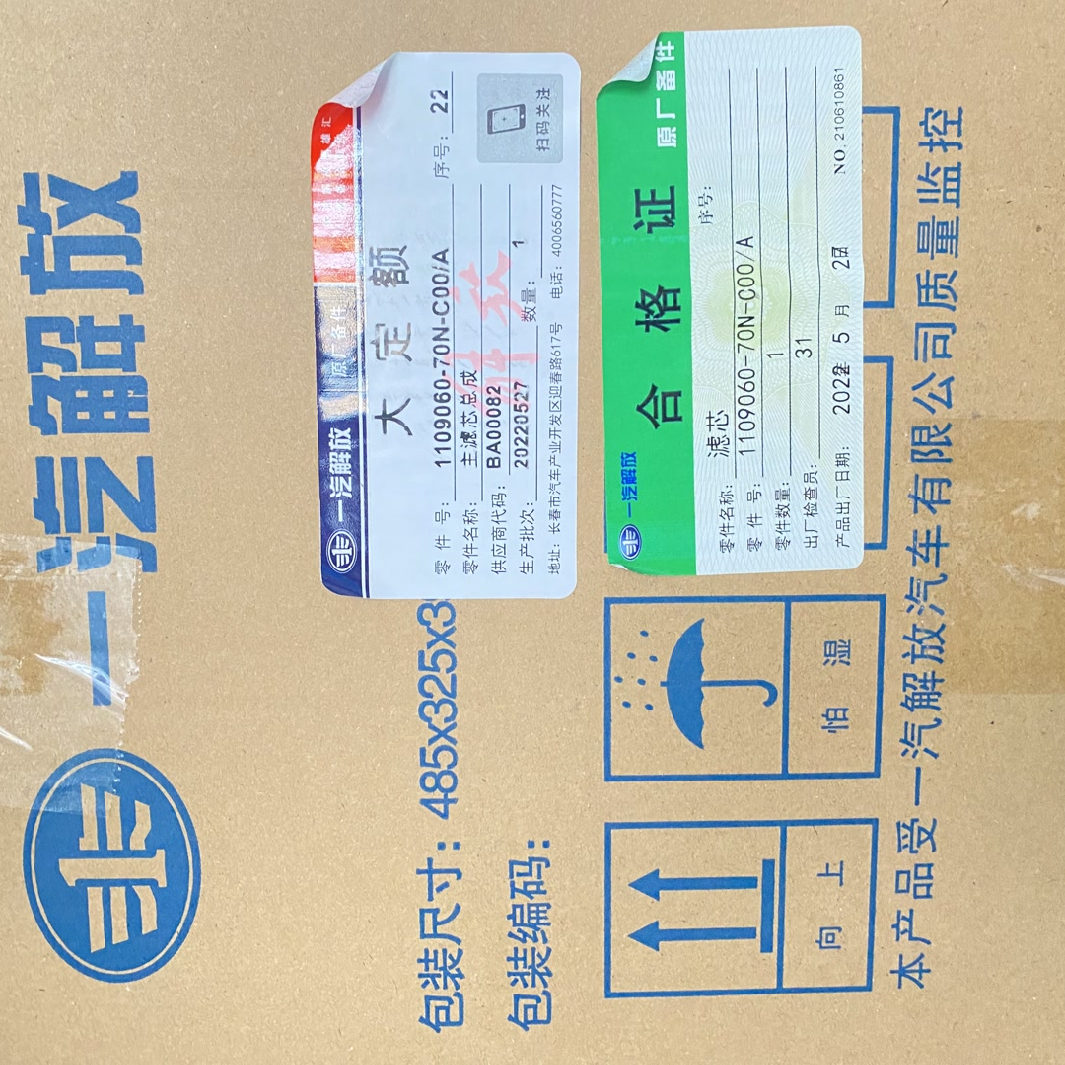 一汽解放
包装尺寸：485x325x3
包装编码：
向上
怕湿
本产品受一汽解放汽车有限公司质量监控
一汽解放 原厂备件
大定额
零件号： 1109060-70N-C00/A 序号： 22
零件名称： 主滤芯总成
供应商代码： BA00082
生产批次： 20220527 数量： 1
地址：长春市汽车产业开发区迎春路617号 电话：4006560777
扫码关注
解放
一汽解放 原厂备件
合格证
零件名称： 滤芯 序号：
零件号： 1109060-70N-C00/A
零件数量： 1
出厂检查员： 31
产品出厂日期： 2022年 5月 2日
NO.210610861